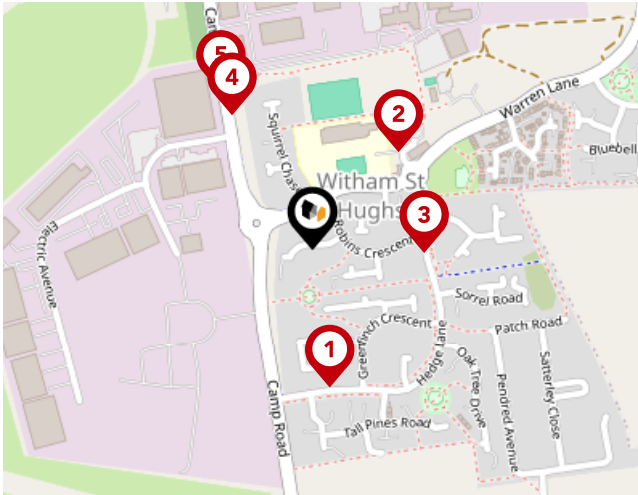 Cam
5
4
2
Warren Lane
Squirrel Chase
Bluebell
Witham St
Hughs
3
Robins Crescent
Electric Avenue
Sorrel Road
Greenfinch Crescent
Patch Road
1
Hedge Lane
Oak Tree Drive
Satterley Close
Pendred Avenue
Camp Road
Tall Pines Road